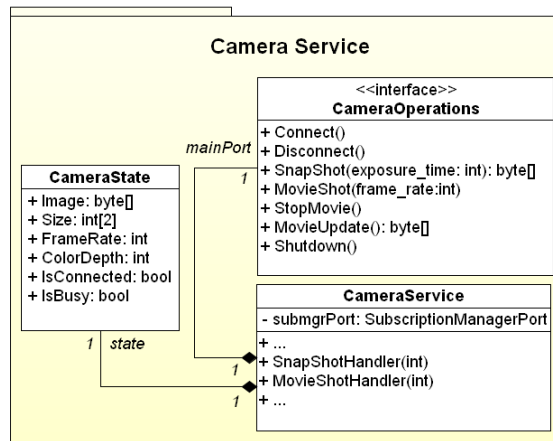 Camera Service
<<interface>>
CameraOperations
+ Connect()
+ Disconnect()
+ SnapShot(exposure_time: int): byte[]
+ MovieShot(frame_rate:int)
+ StopMovie()
+ MovieUpdate(): byte[]
+ Shutdown()
mainPort
1
CameraState
+ Image: byte[]
+ Size: int[2]
+ FrameRate: int
+ ColorDepth: int
+ IsConnected: bool
+ IsBusy: bool
1 state
CameraService
- submgrPort: SubscriptionManagerPort
+ ...
+ SnapShotHandler(int)
+ MovieShotHandler(int)
+ ...
1
1